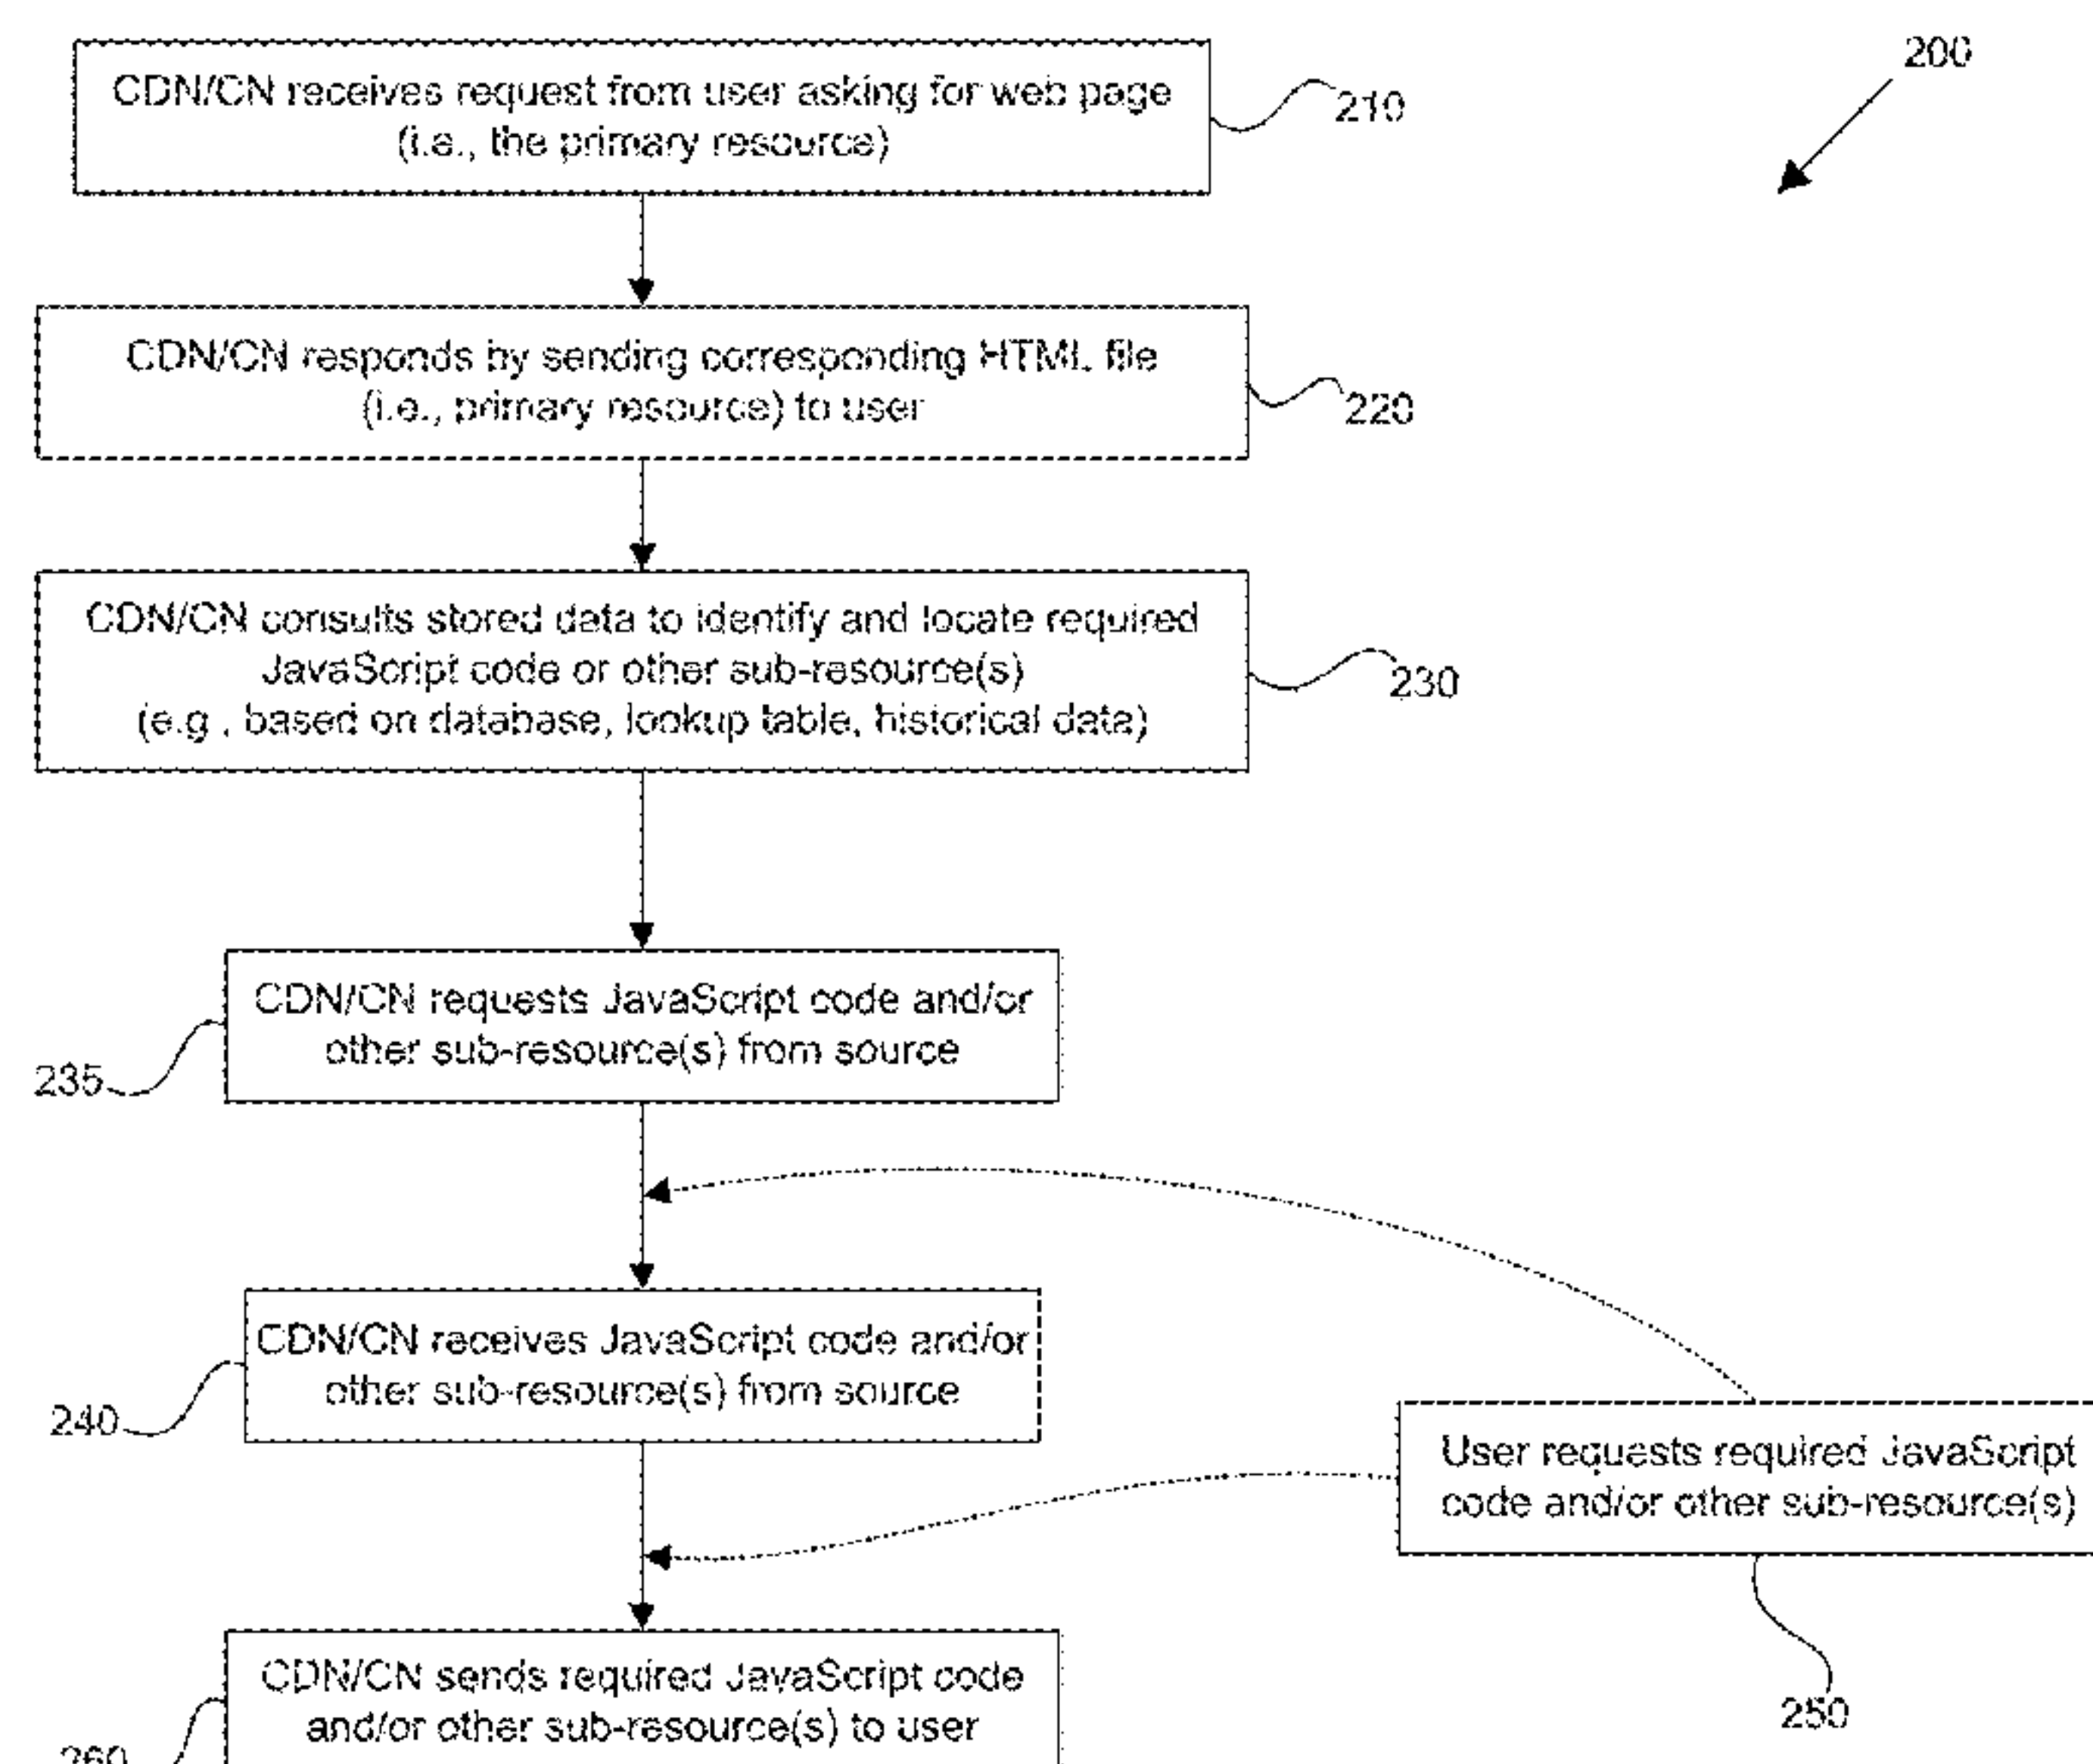 200
CDN/CN receives request from user asking for web page
(i.e., the primary resource)
210
CDN/CN responds by sending corresponding HTML file
(i.e., primary resource) to user
220
CDN/CN consults stored data to identify and locate required
JavaScript code or other sub-resource(s)
(e.g., based on database, lookup table, historical data)
230
CDN/CN requests JavaScript code and/or
other sub-resource(s) from source
235
CDN/CN receives JavaScript code and/or
other sub-resource(s) from source
240
User requests required JavaScript
code and/or other sub-resource(s)
250
CDN/CN sends required JavaScript code
and/or other sub-resource(s) to user
260